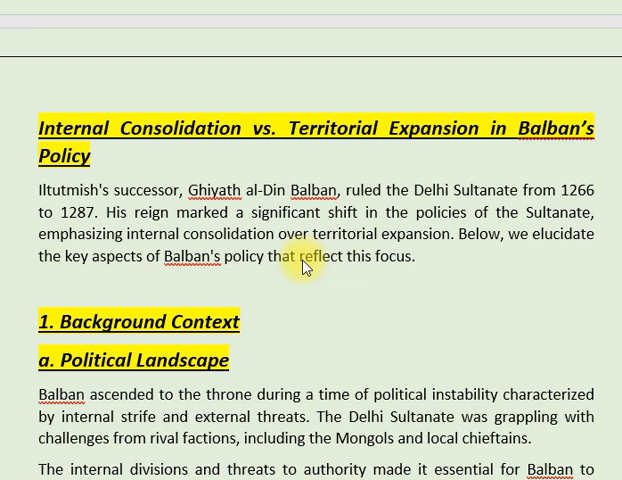 Internal Consolidation vs. Territorial Expansion in Balban's
Policy
Iltutmish's successor, Ghiyath al-Din Balban, ruled the Delhi Sultanate from 1266
to 1287. His reign marked a significant shift in the policies of the Sultanate,
emphasizing internal consolidation over territorial expansion. Below, we elucidate
the key aspects of Balban's policy that reflect this focus.
1. Background Context
a. Political Landscape
Balban ascended to the throne during a time of political instability characterized
by internal strife and external threats. The Delhi Sultanate was grappling with
challenges from rival factions, including the Mongols and local chieftains.
The internal divisions and threats to authority made it essential for Balban to